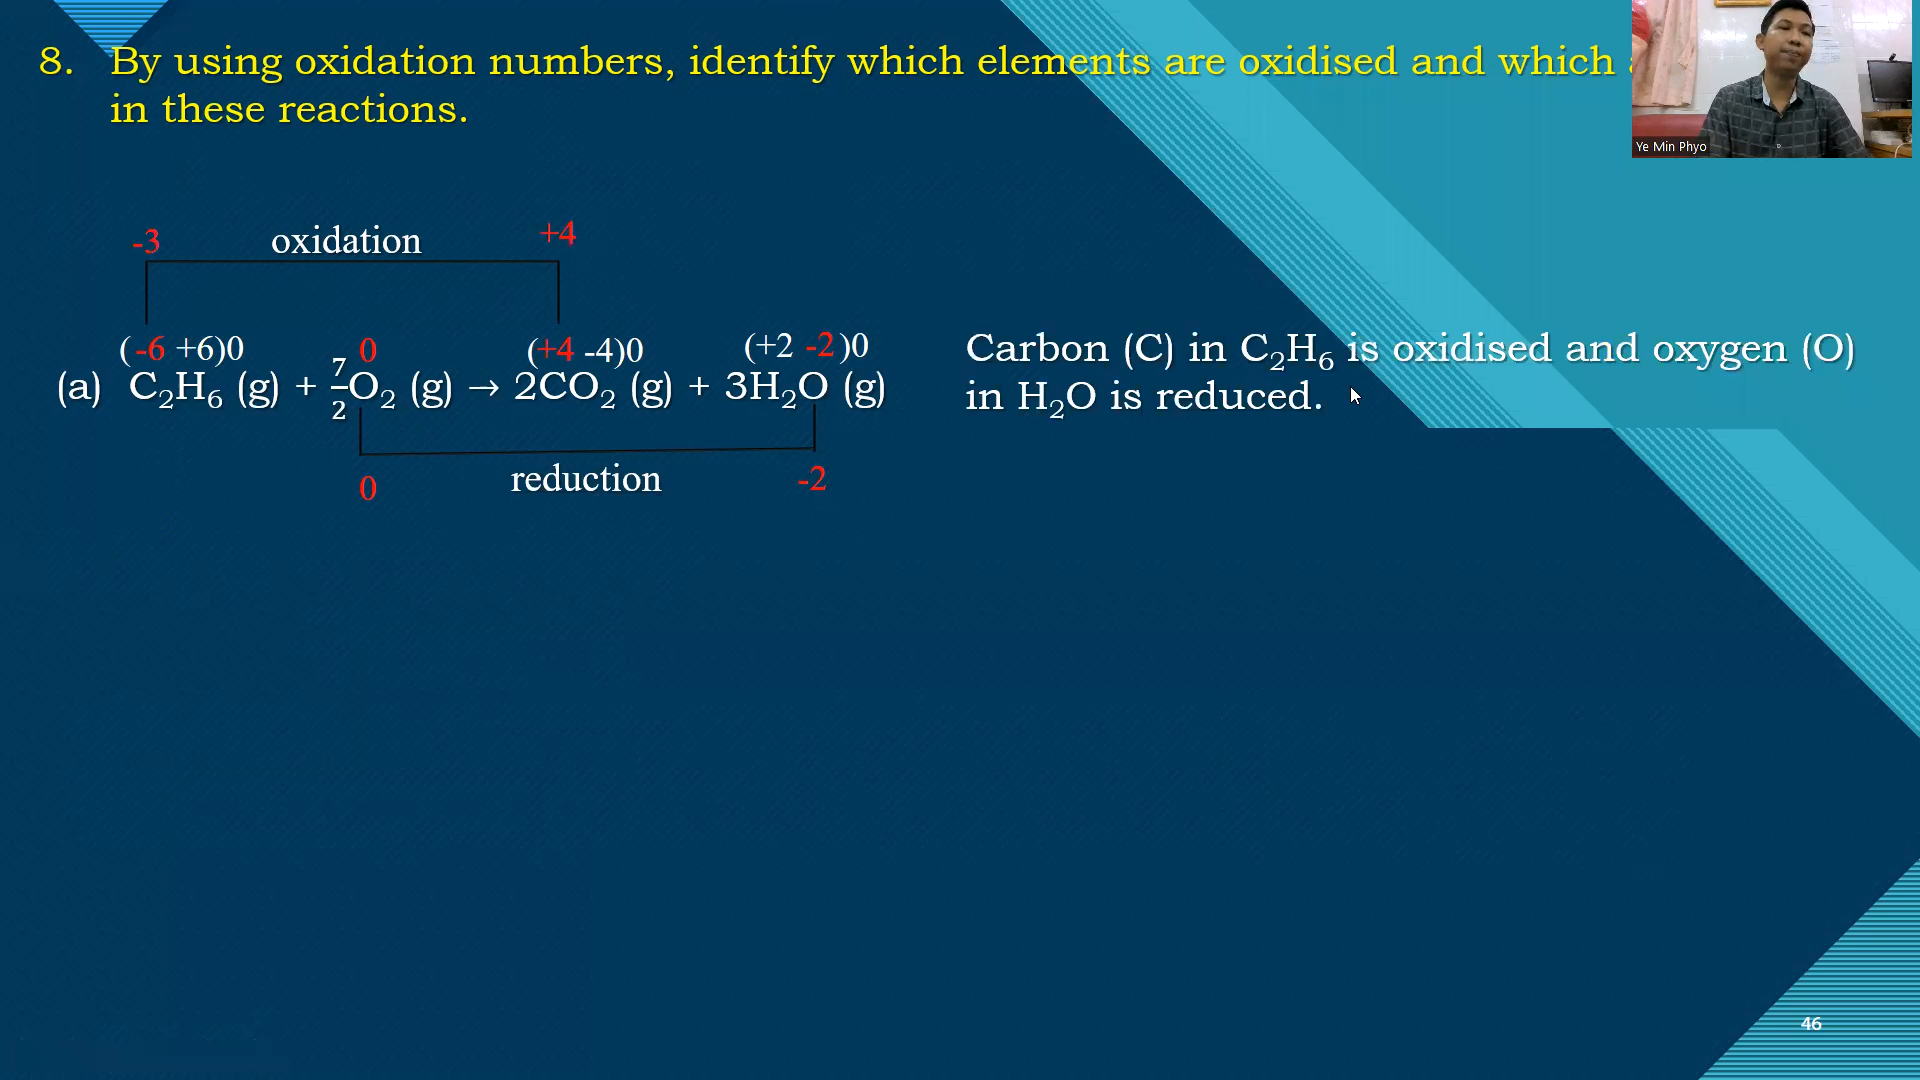 8. By using oxidation numbers, identify which elements are oxidised and which
in these reactions.
Ye Min Phyo
-3 oxidation +4
(-6 +6)0 0 (+4 -4)0 (+2 -2)0
(a) C₂H₆ (g) + 7/2 O₂ (g) → 2CO₂ (g) + 3H₂O (g)
0 reduction -2
Carbon (C) in C₂H₆ is oxidised and oxygen (O)
in H₂O is reduced.
46